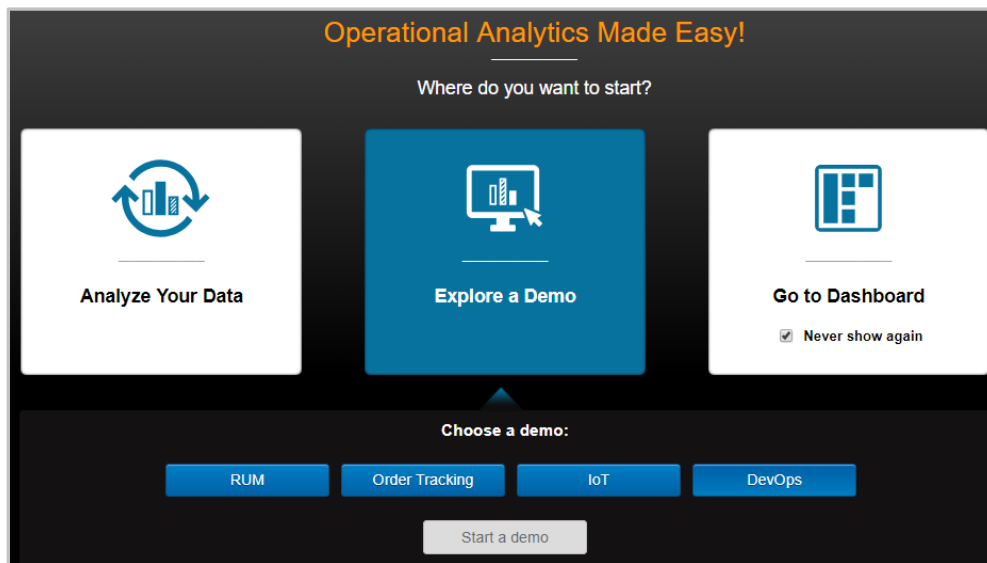 Operational Analytics Made Easy!
Where do you want to start?
Analyze Your Data
Explore a Demo
Go to Dashboard
Never show again
Choose a demo:
RUM
Order Tracking
IoT
DevOps
Start a demo